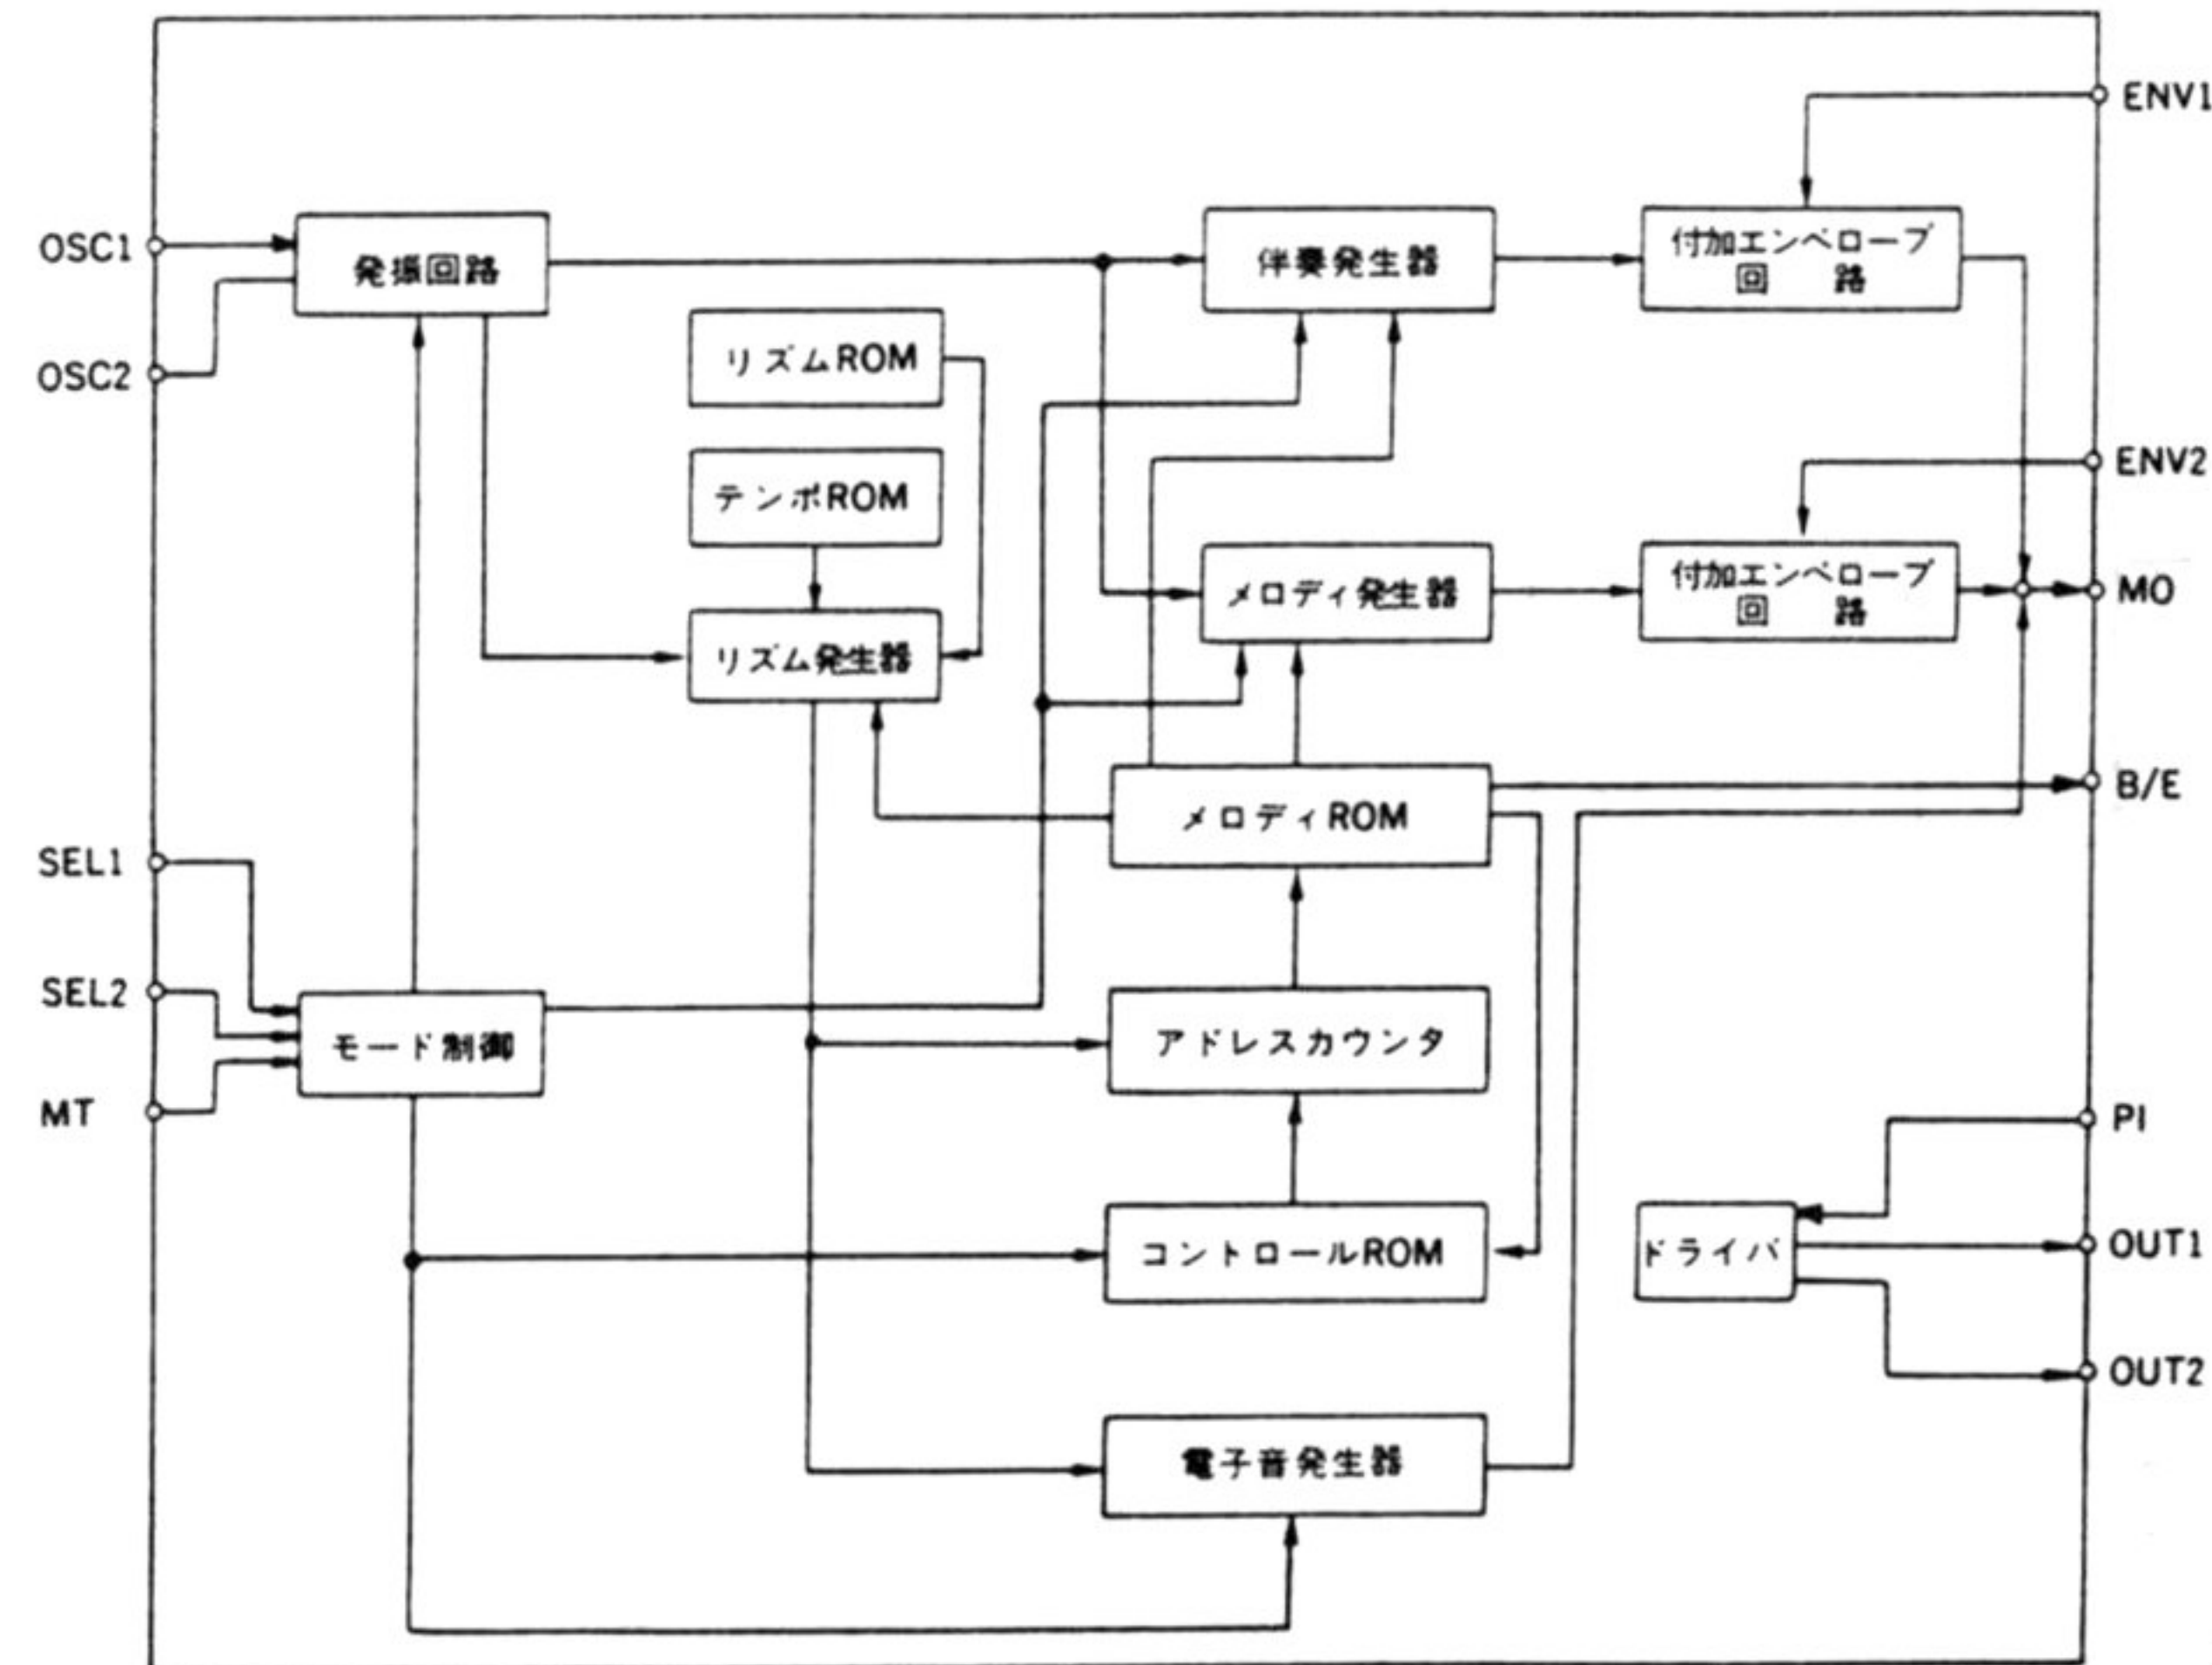 ENV1
OSC1
発振回路
伴奏発生器
付加エンベロープ
回　路
リズムROM
OSC2
ENV2
テンポROM
メロディ発生器
付加エンベロープ
回　路
MO
リズム発生器
B/E
メロディROM
SEL1
SEL2
モード制御
アドレスカウンタ
MT
PI
コントロールROM
ドライバ
OUT1
OUT2
電子音発生器